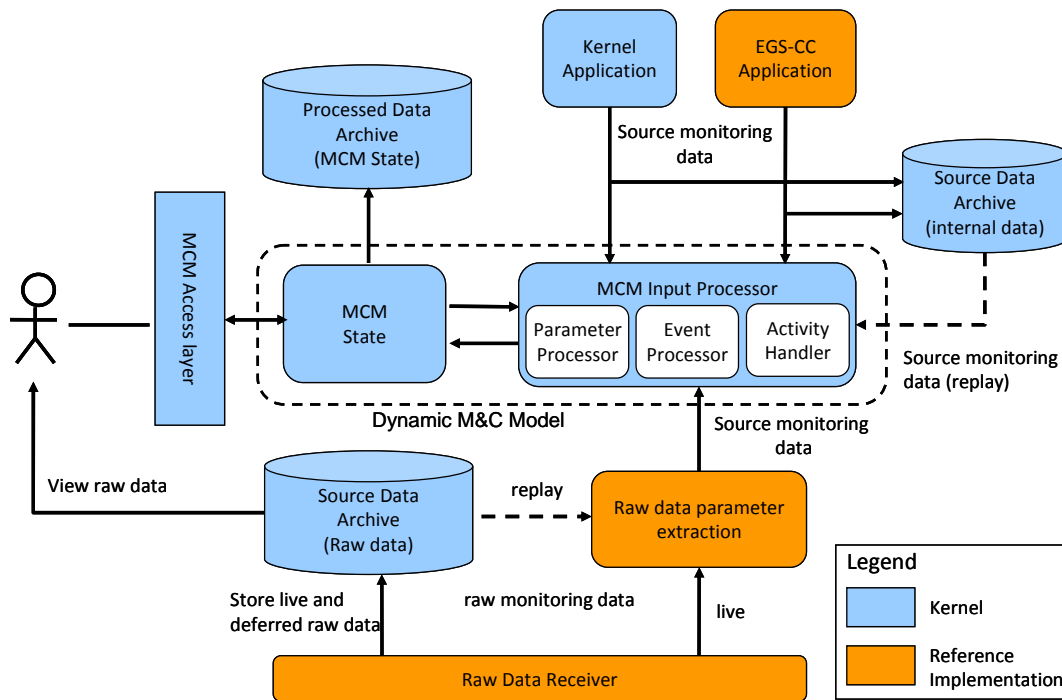 Kernel
Application
EGS-CC
Application
Processed Data
Archive
(MCM State)
Source monitoring
data
Source Data
Archive
(internal data)
MCM Access layer
MCM
State
MCM Input Processor
Parameter
Processor
Event
Processor
Activity
Handler
Source monitoring
data (replay)
Dynamic M&C Model
Source monitoring
data
View raw data
Source Data
Archive
(Raw data)
replay
Raw data parameter
extraction
Store live and
deferred raw data
raw monitoring data
live
Raw Data Receiver
Legend
Kernel
Reference
Implementation